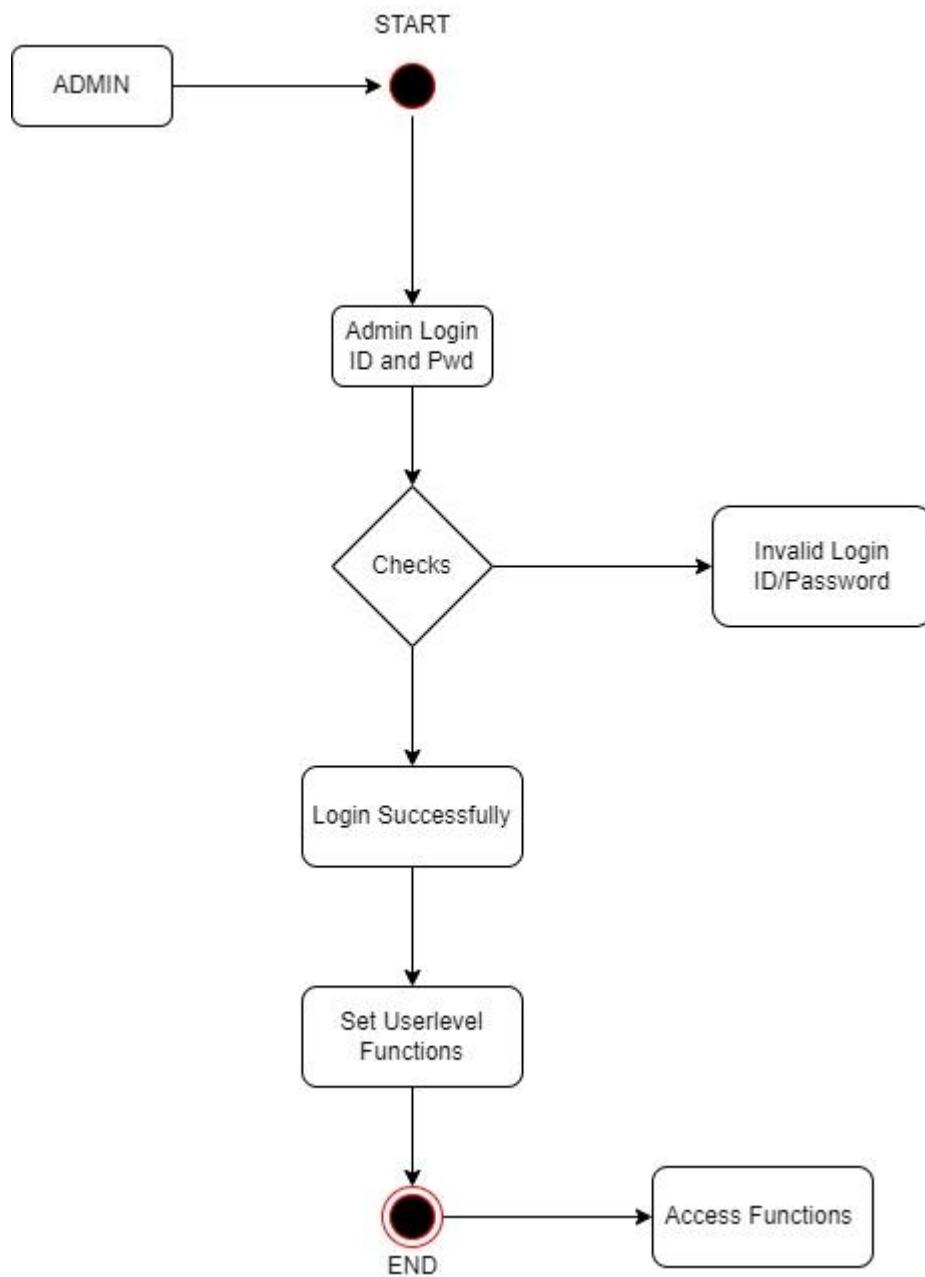 START
ADMIN
Admin Login
ID and Pwd
Checks
Invalid Login
ID/Password
Login Successfully
Set Userlevel
Functions
Access Functions
END